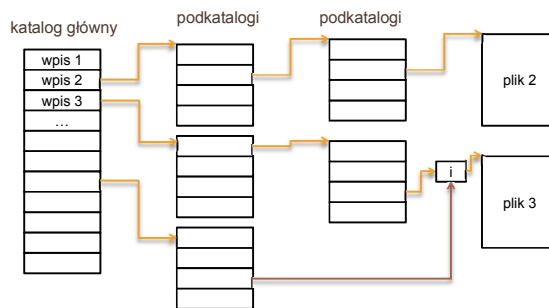 katalog główny
podkatalogi
podkatalogi
wpis 1
wpis 2
wpis 3
...
plik 2
i
plik 3